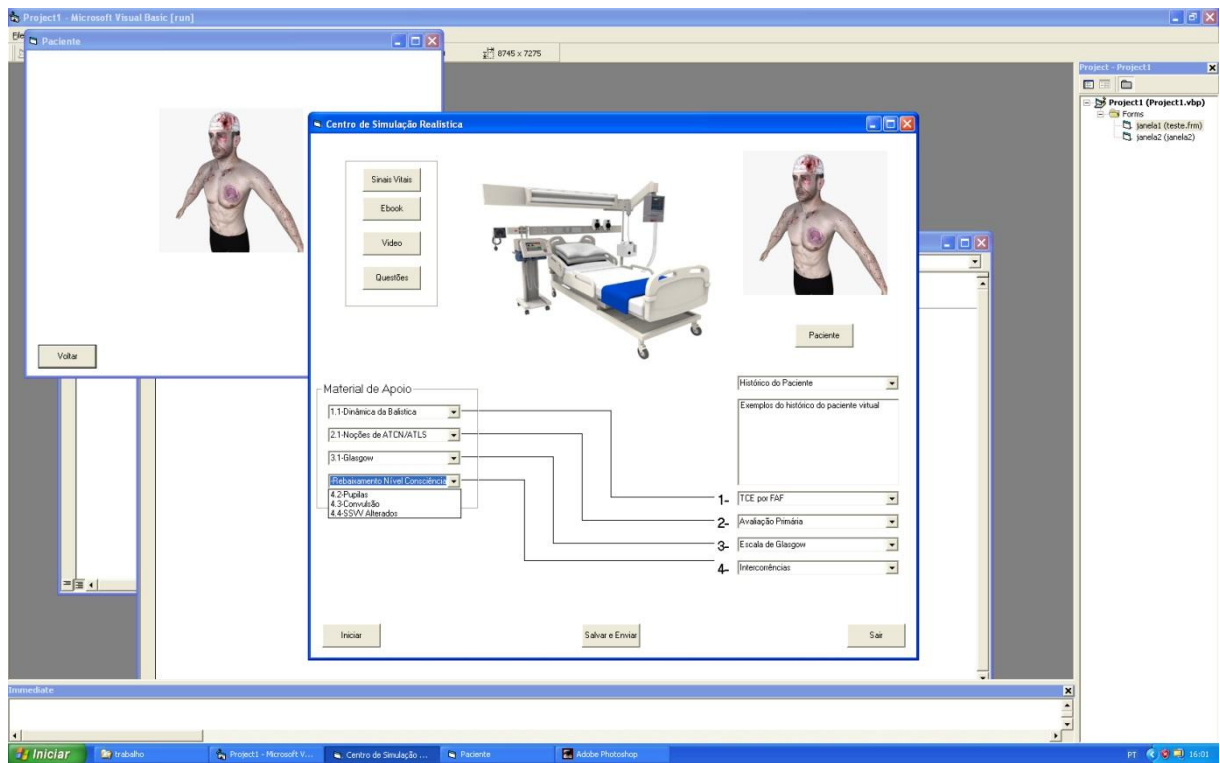 Project1 - Microsoft Visual Basic [run]
Paciente
8745 x 7275
Project - Project1
Project1 (Project1.vbp)
Forms
janela1 (teste.frm)
janela2 (janela2)
Centro de Simulação Realistica
Sinais Vitais
Ebook
Video
Questões
Paciente
Voltar
Material de Apoio
1.1-Dinâmica da Balistica
2.1-Noções de ATCN/ATLS
3.1-Glasgow
-Rebaixamento Nível Consciência
4.2-Pupilas
4.3-Convulsão
4.4-SSVV Alterados
Histórico do Paciente
Exemplos do histórico do paciente virtual
1- TCE por FAF
2- Avaliação Primária
3- Escala de Glasgow
4- Intercorrências
Iniciar
Salvar e Enviar
Sair
Immediate
Iniciar
trabalho
Project1 - Microsoft V...
Centro de Simulação ...
Paciente
Adobe Photoshop
PT
16:01